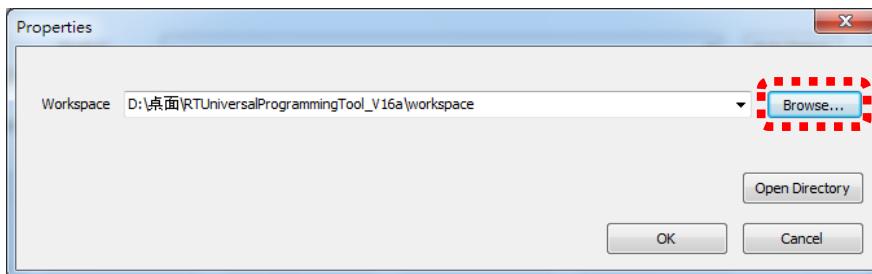 Properties
Workspace D:\桌面\RTUniversalProgrammingTool_V16a\workspace Browse...
Open Directory
OK Cancel